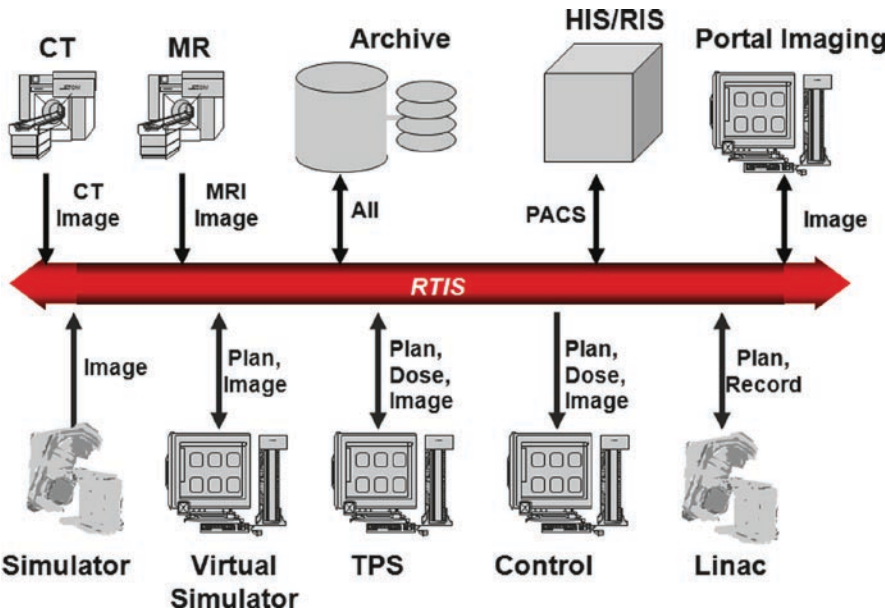 CT
MR
Archive
HIS/RIS
Portal Imaging
CT
Image
MRI
Image
All
PACS
Image
RTIS
Image
Plan,
Image
Plan,
Dose,
Image
Plan,
Dose,
Image
Plan,
Record
Simulator
Virtual
Simulator
TPS
Control
Linac